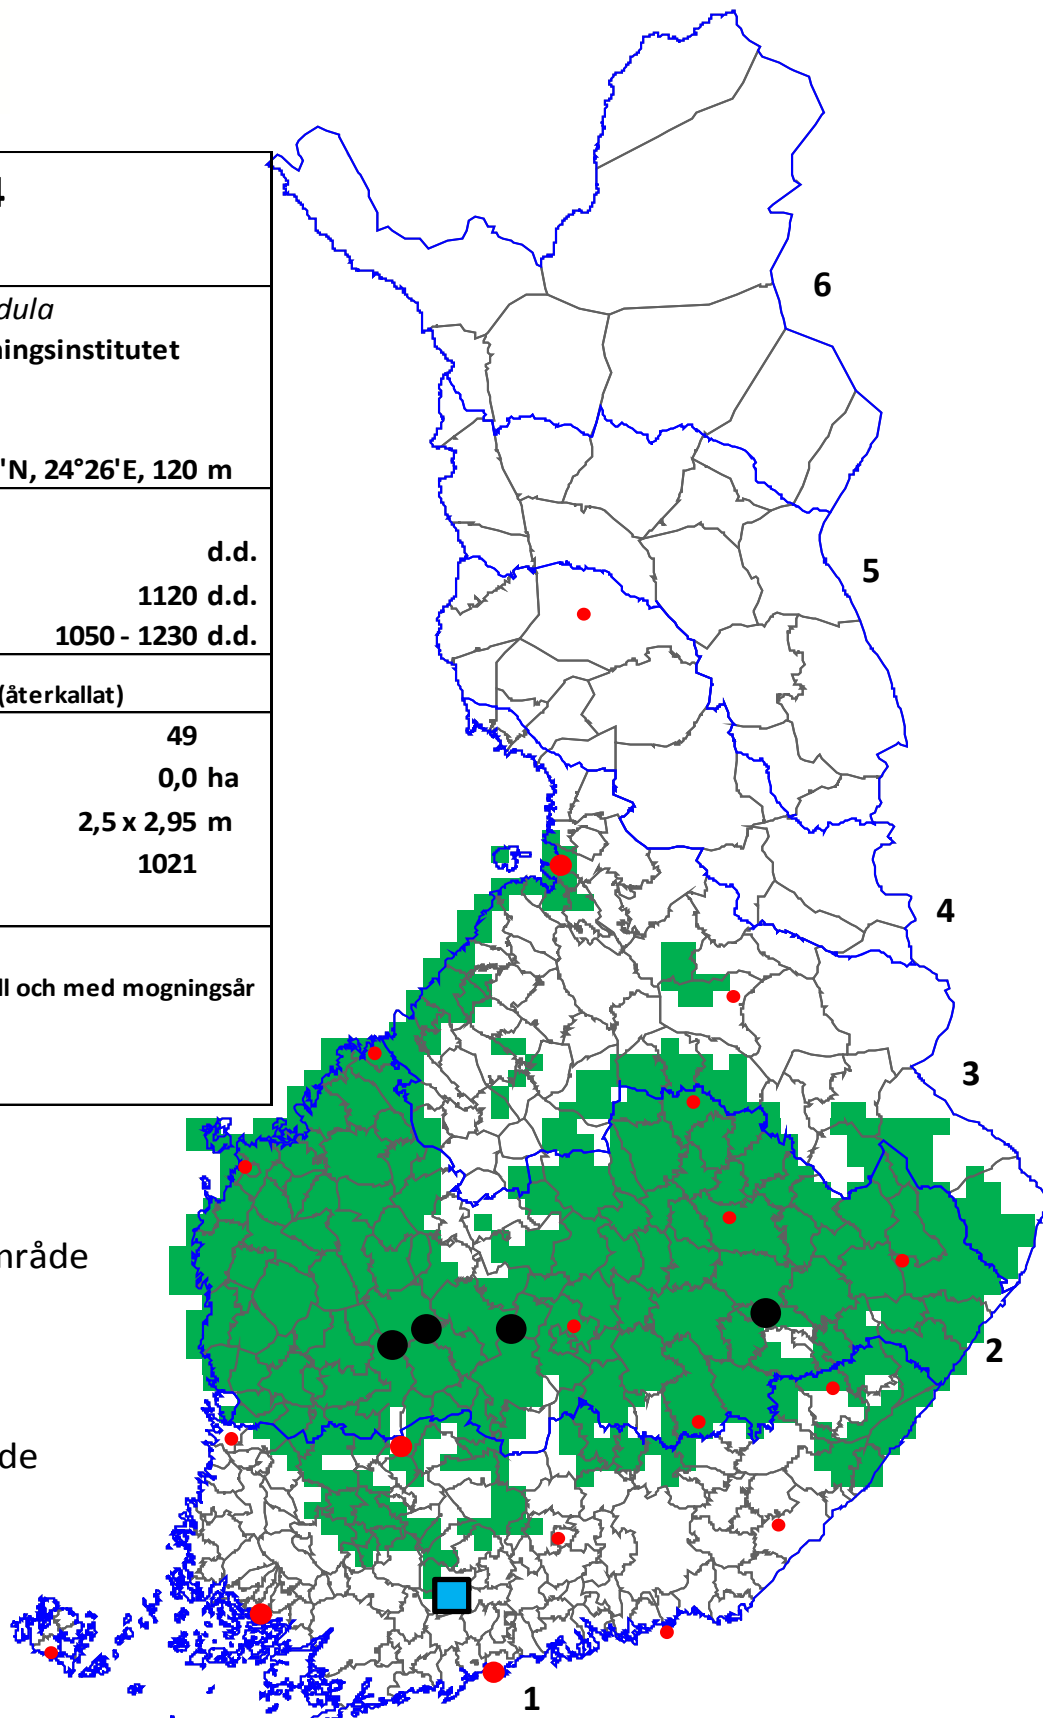 4
dula
ningsinstitutet
'N, 24°26'E, 120 m
d.d.
1120 d.d.
1050 - 1230 d.d.
(återkallat)
49
0,0 ha
2,5 x 2,95 m
1021
ll och med mogningsår
mråde
de
6
5
4
3
2
1